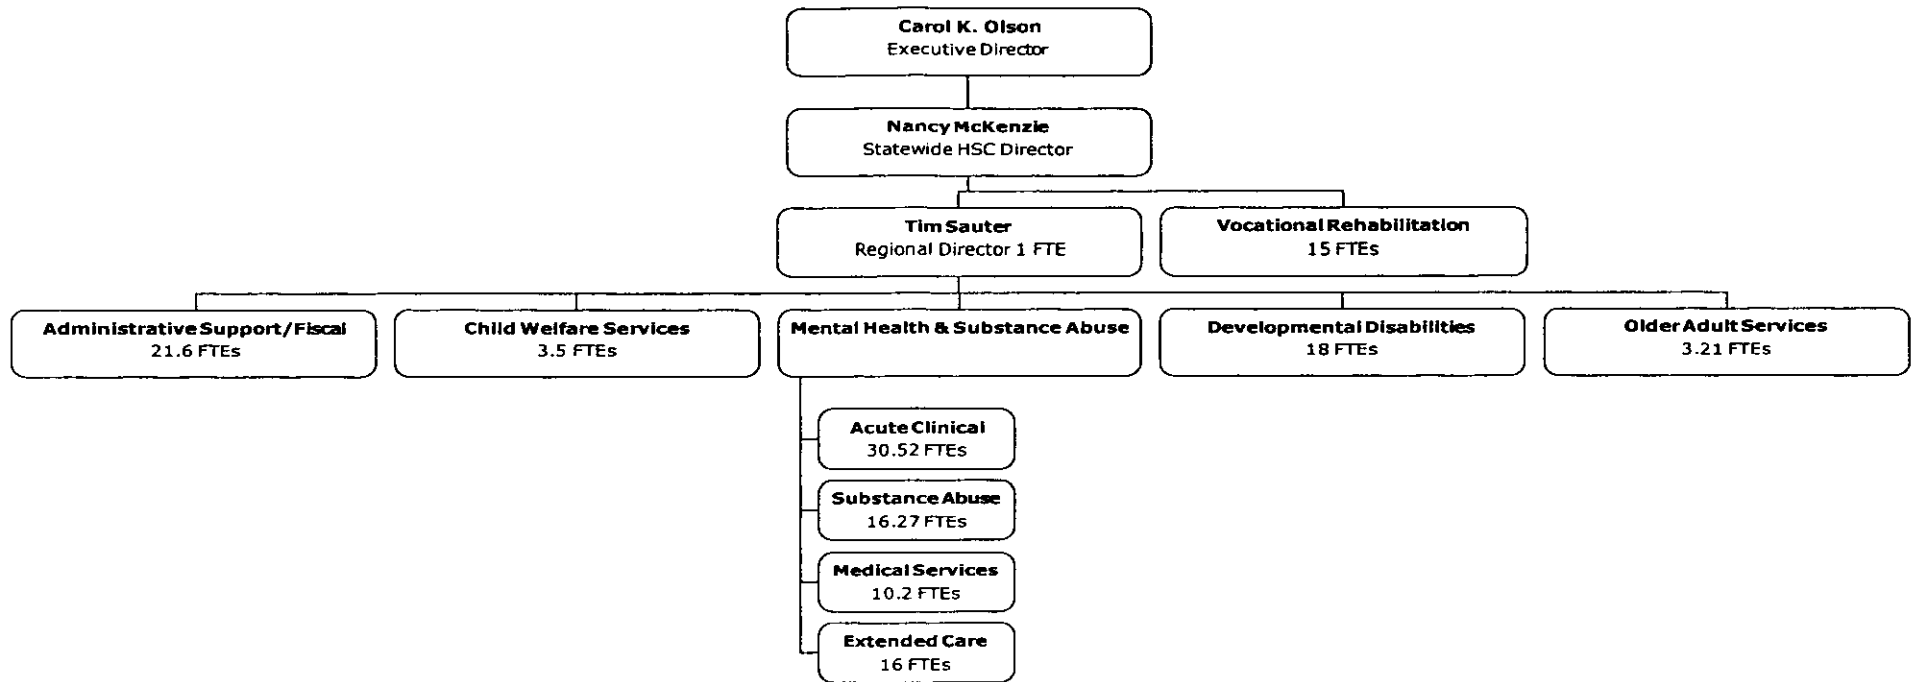 Carol K. Olson
Executive Director
Nancy McKenzie
Statewide HSC Director
Tim Sauter
Regional Director 1 FTE
Vocational Rehabilitation
15 FTEs
Administrative Support/Fiscal
21.6 FTEs
Child Welfare Services
3.5 FTEs
Mental Health & Substance Abuse
Developmental Disabilities
18 FTEs
Older Adult Services
3.21 FTEs
Acute Clinical
30.52 FTEs
Substance Abuse
16.27 FTEs
Medical Services
10.2 FTEs
Extended Care
16 FTEs